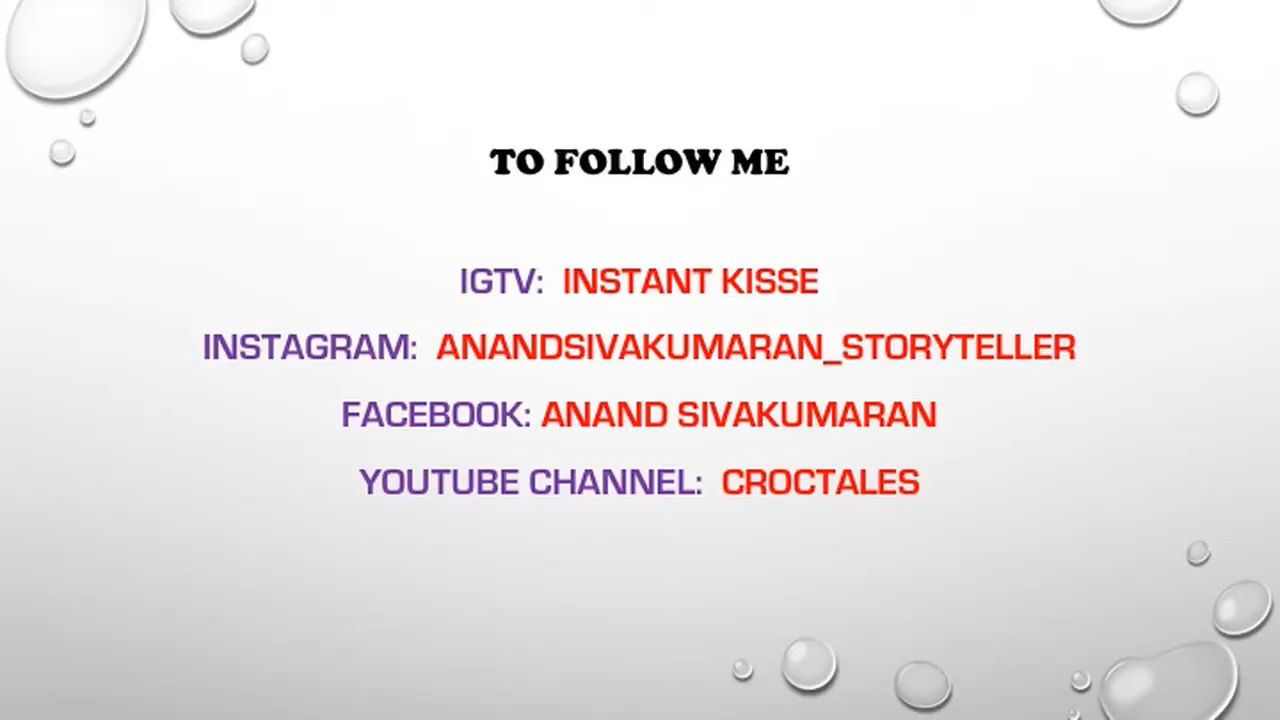 TO FOLLOW ME
IGTV: INSTANT KISSE
INSTAGRAM: ANANDSIVAKUMARAN_STORYTELLER
FACEBOOK: ANAND SIVAKUMARAN
YOUTUBE CHANNEL: CROCTALES